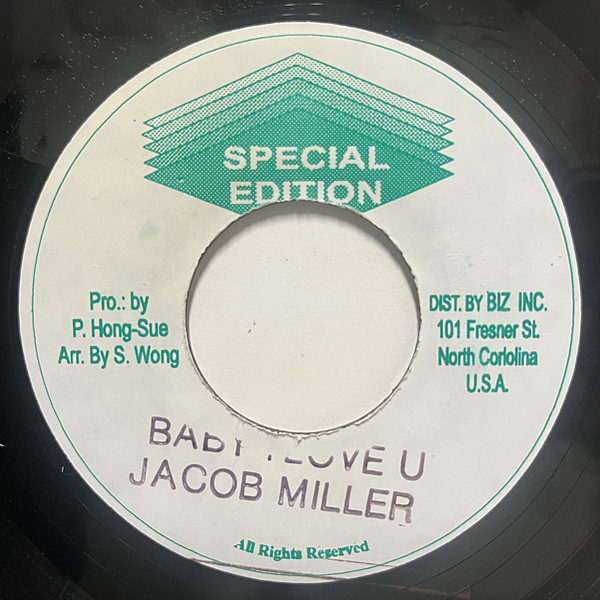 SPECIAL
EDITION
Pro.: by
P. Hong-Sue
Arr. By S. Wong
DIST. BY BIZ INC.
101 Fresner St.
North Corlolina
U.S.A.
BABY I LOVE U
JACOB MILLER
All Rights Reserved